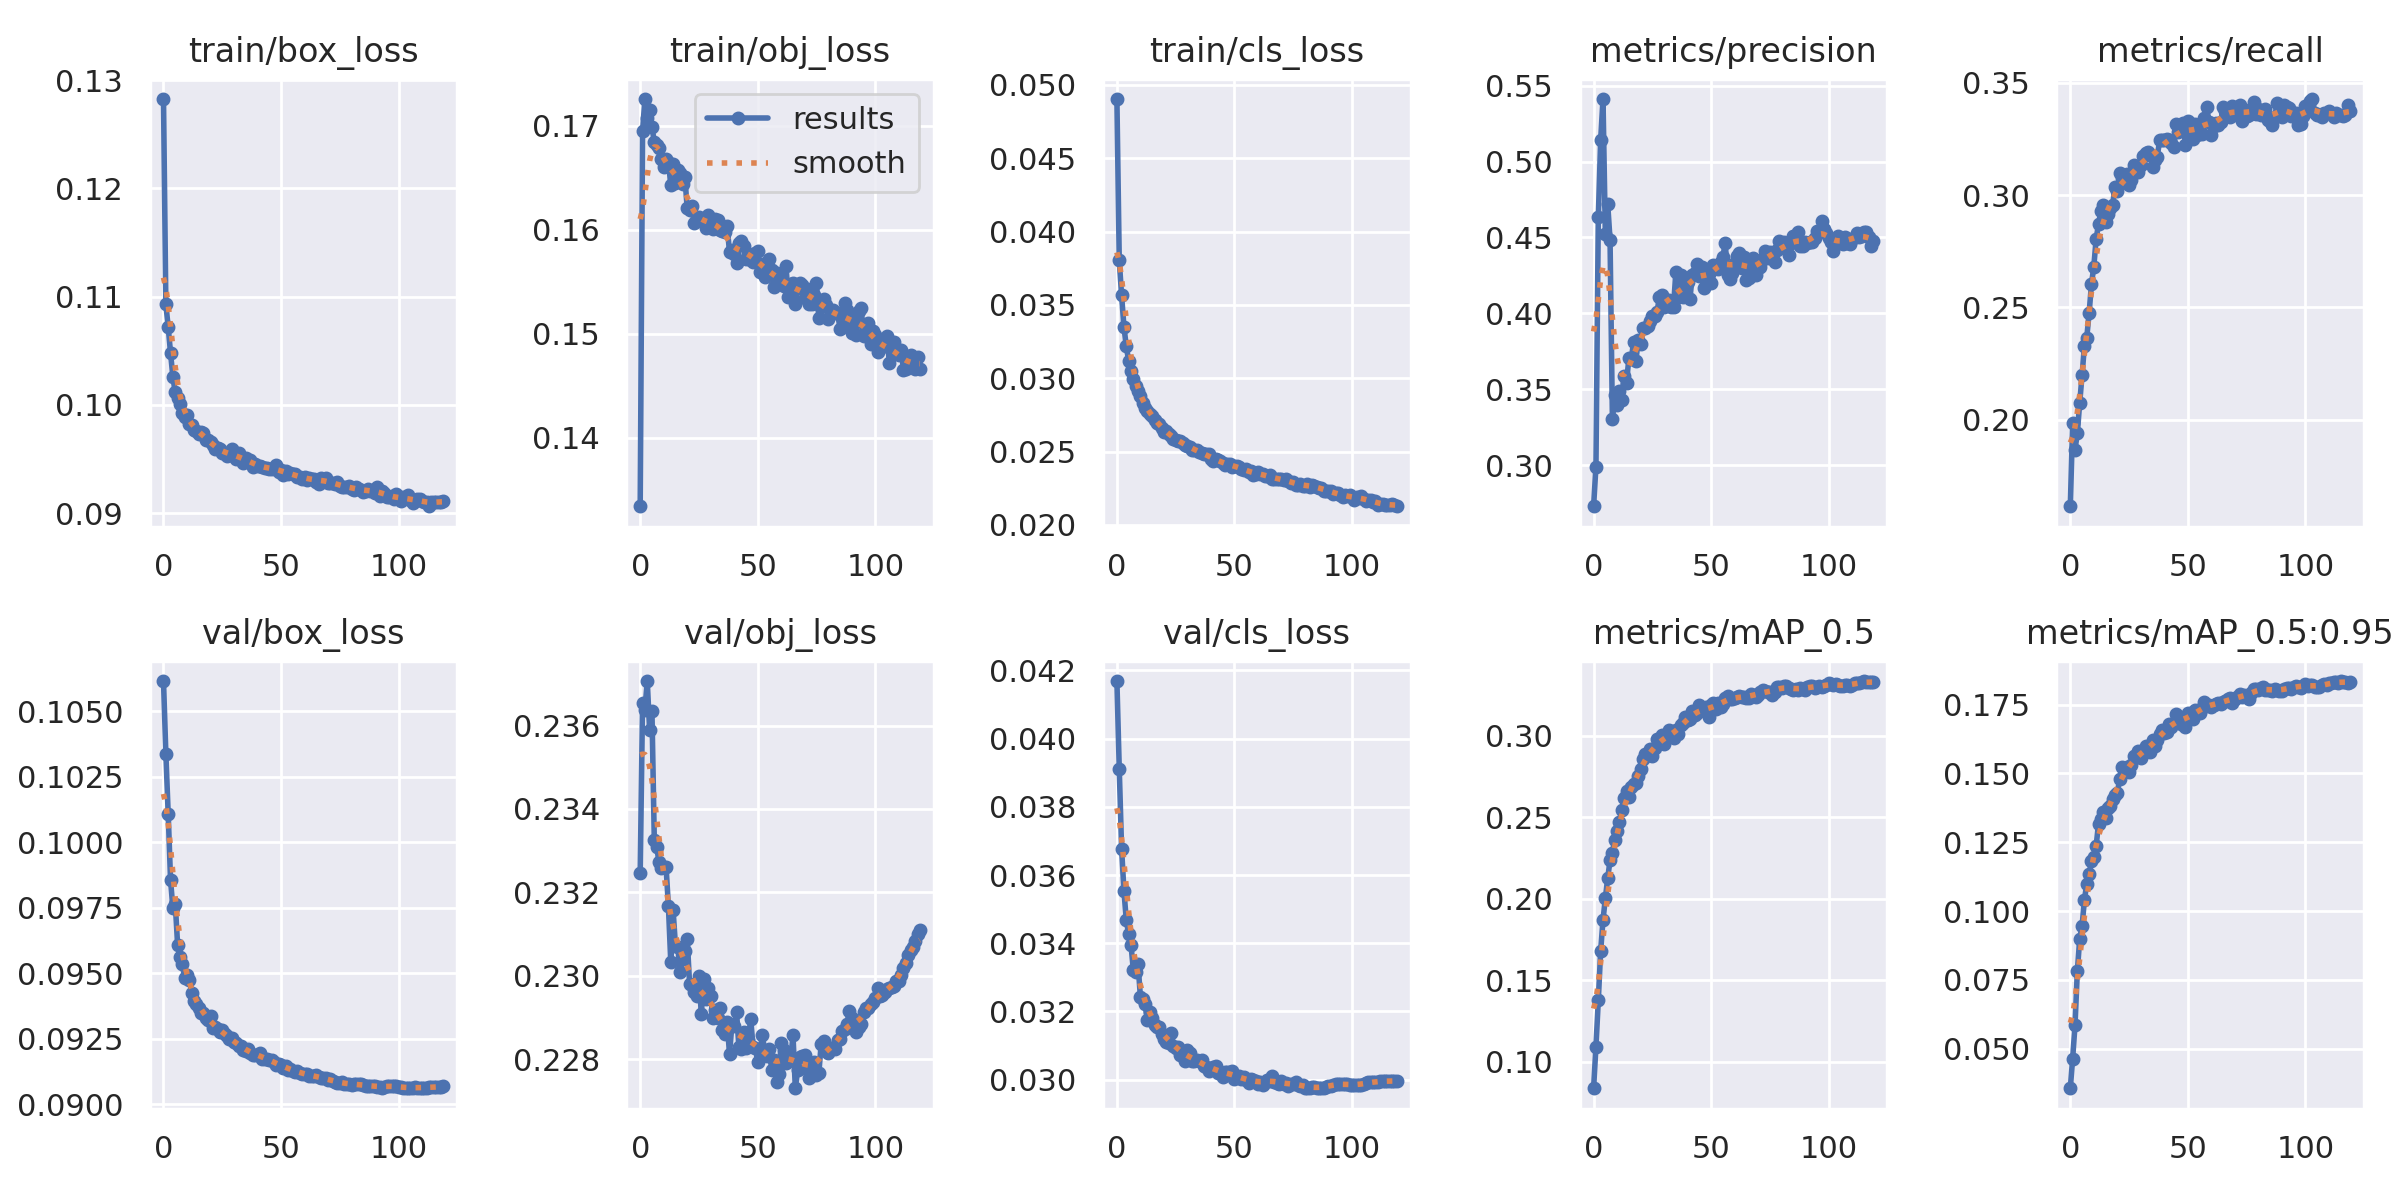 train/box_loss
0.13
0.12
0.11
0.10
0.09
0 50 100
train/obj_loss
results
smooth
0.17
0.16
0.15
0.14
0 50 100
train/cls_loss
0.050
0.045
0.040
0.035
0.030
0.025
0.020
0 50 100
metrics/precision
0.55
0.50
0.45
0.40
0.35
0.30
0 50 100
metrics/recall
0.35
0.30
0.25
0.20
0 50 100
val/box_loss
0.1050
0.1025
0.1000
0.0975
0.0950
0.0925
0.0900
0 50 100
val/obj_loss
0.236
0.234
0.232
0.230
0.228
0 50 100
val/cls_loss
0.042
0.040
0.038
0.036
0.034
0.032
0.030
0 50 100
metrics/mAP_0.5
0.30
0.25
0.20
0.15
0.10
0 50 100
metrics/mAP_0.5:0.95
0.175
0.150
0.125
0.100
0.075
0.050
0 50 100